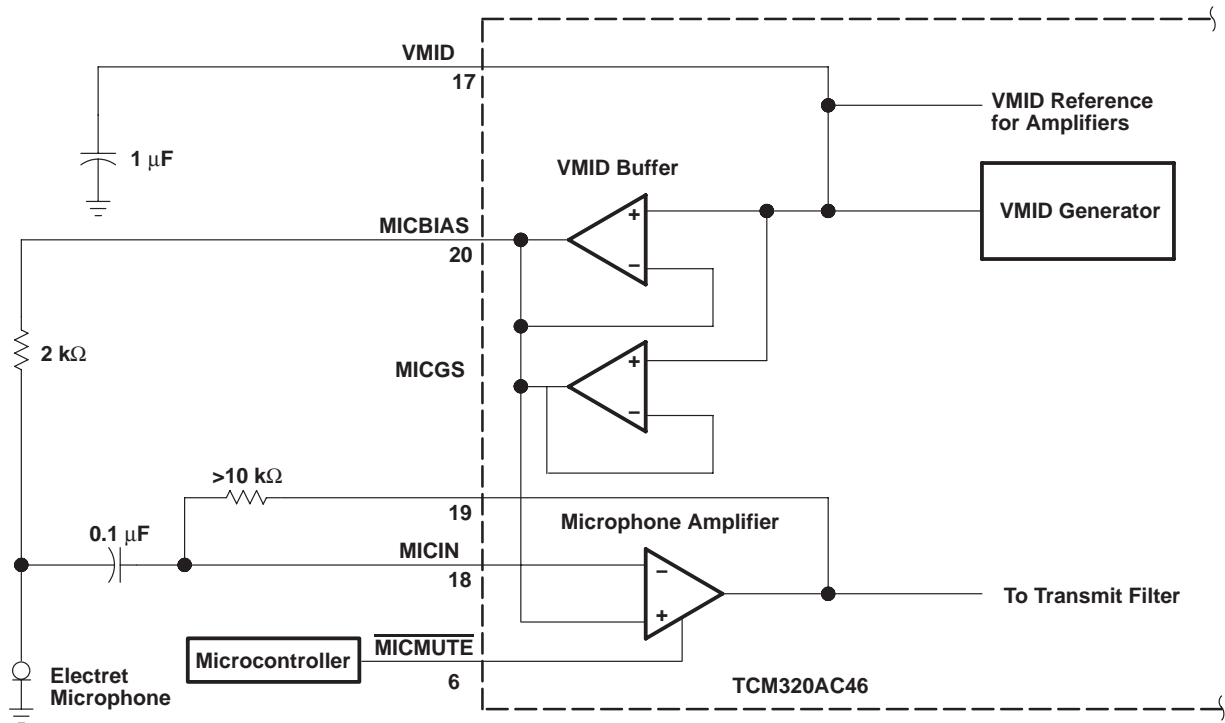 VMID
17
VMID Reference
for Amplifiers
1 µF
VMID Buffer
VMID Generator
+
−
MICBIAS
20
2 kΩ
MICGS
+
−
>10 kΩ
19
Microphone Amplifier
0.1 µF
MICIN
18
−
+
To Transmit Filter
MICMUTE
6
Microcontroller
Electret
Microphone
TCM320AC46